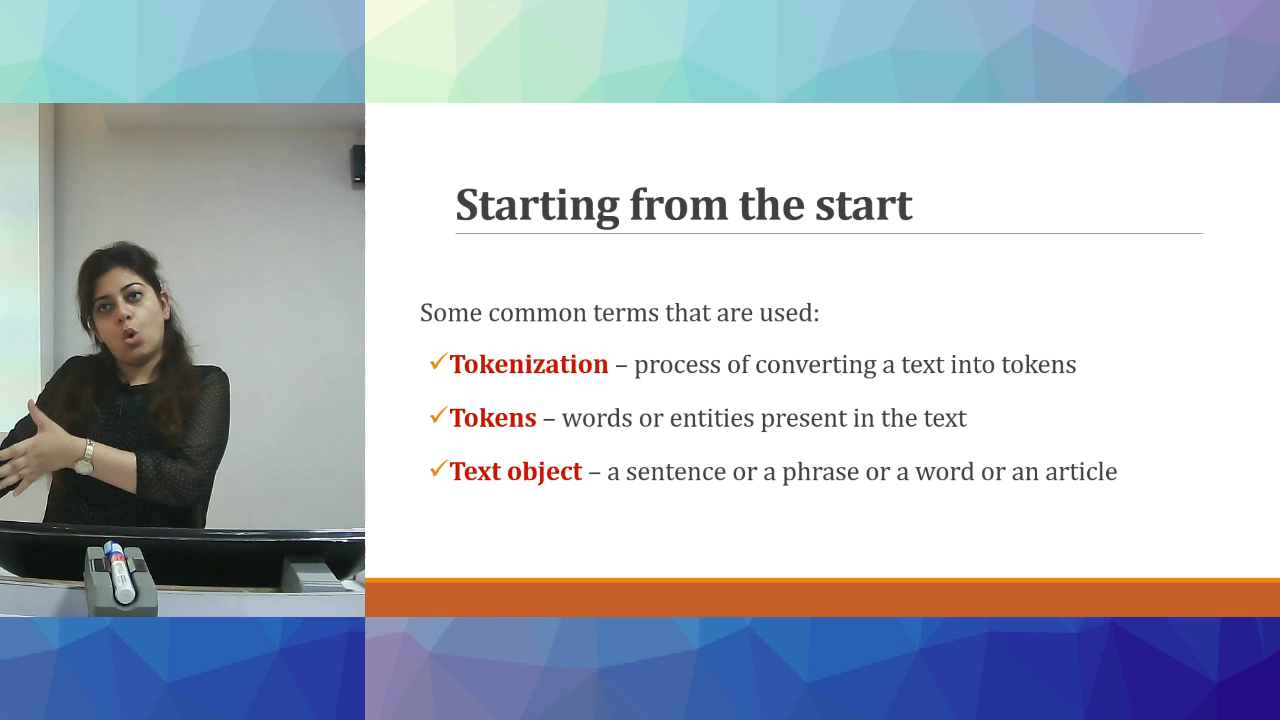 Starting from the start
Some common terms that are used:
✓Tokenization – process of converting a text into tokens
✓Tokens – words or entities present in the text
✓Text object – a sentence or a phrase or a word or an article